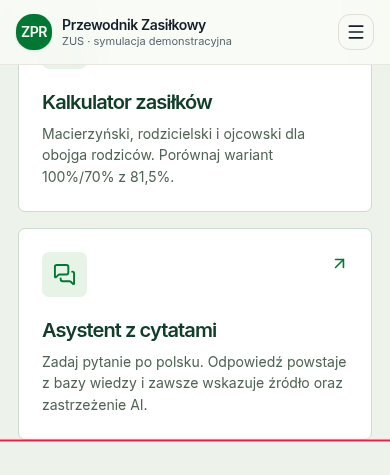 ZPR
Przewodnik Zasiłkowy
ZUS · symulacja demonstracyjna
Kalkulator zasiłków
Macierzyński, rodzicielski i ojcowski dla
obojga rodziców. Porównaj wariant
100%/70% z 81,5%.
Asystent z cytatami
Zadaj pytanie po polsku. Odpowiedź powstaje
z bazy wiedzy i zawsze wskazuje źródło oraz
zastrzeżenie AI.